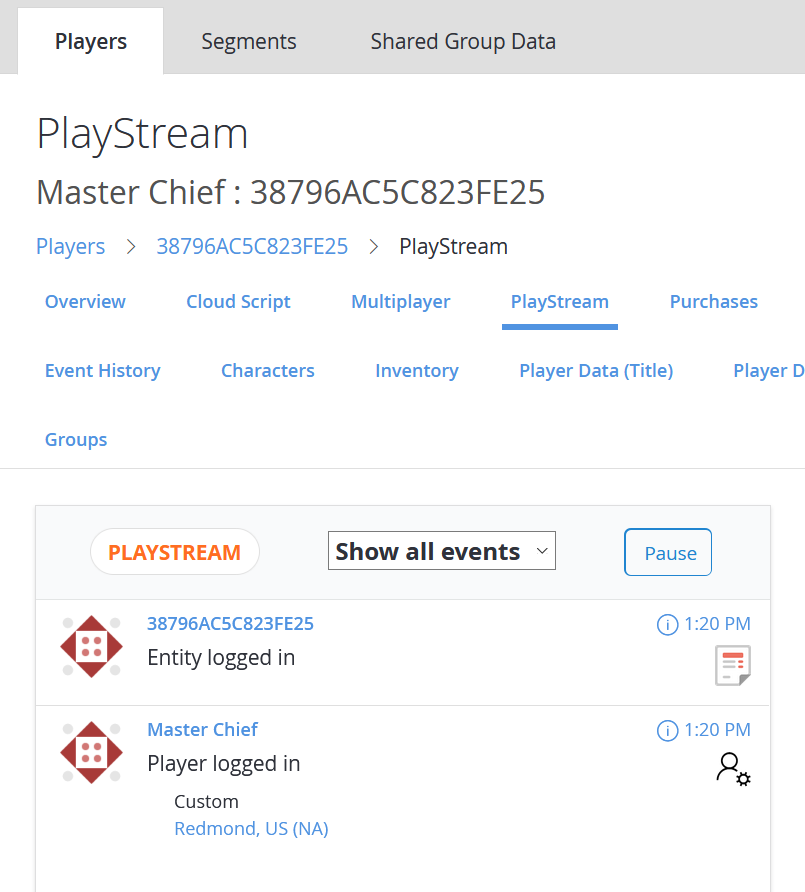 Players Segments Shared Group Data
PlayStream
Master Chief : 38796AC5C823FE25
Players > 38796AC5C823FE25 > PlayStream
Overview Cloud Script Multiplayer PlayStream Purchases
Event History Characters Inventory Player Data (Title) Player D
Groups
PLAYSTREAM Show all events Pause
38796AC5C823FE25 i 1:20 PM
Entity logged in
Master Chief i 1:20 PM
Player logged in
Custom
Redmond, US (NA)